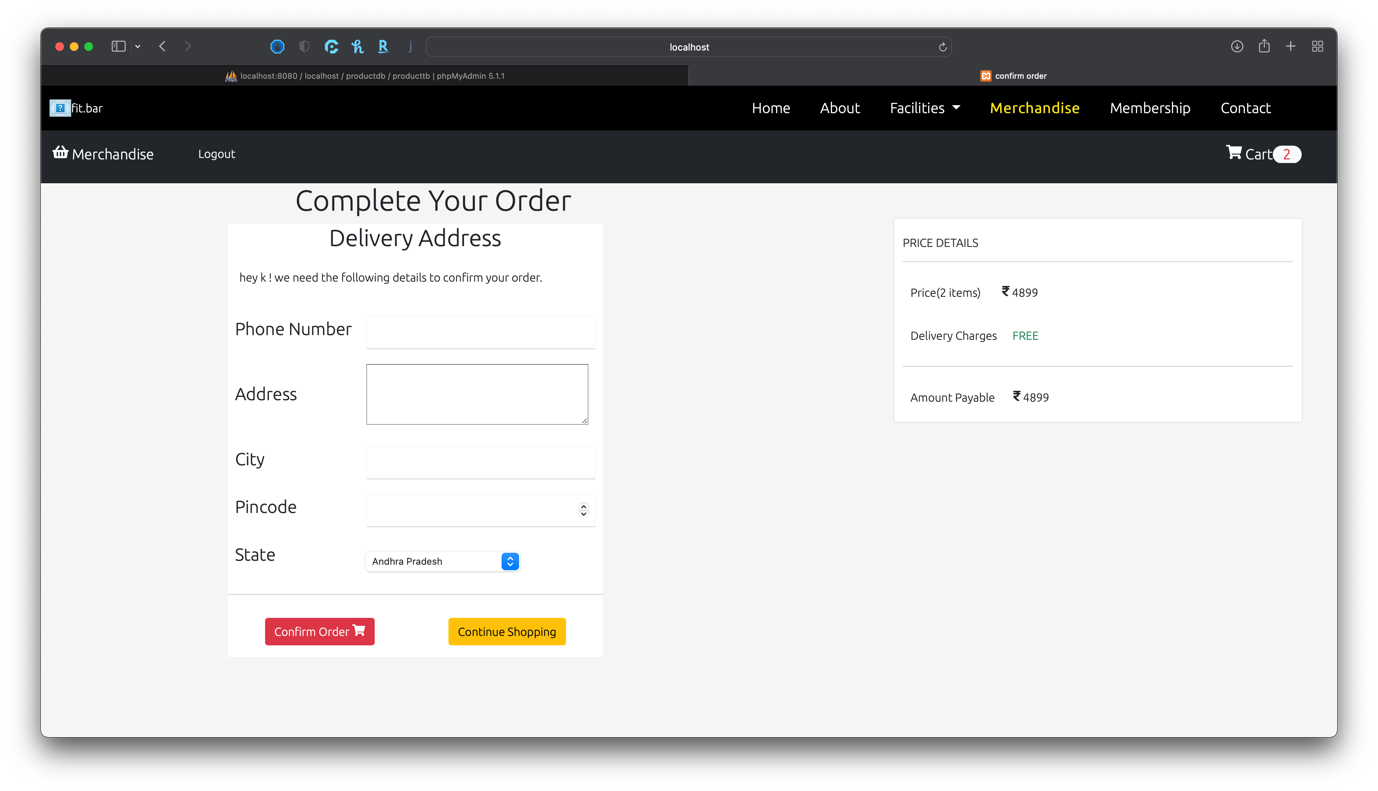 localhost
localhost:8080 / localhost / productdb / producttb | phpMyAdmin 5.1.1
confirm order
fit.bar
Home About Facilities Merchandise Membership Contact
Merchandise Logout Cart 2
Complete Your Order
Delivery Address
hey k ! we need the following details to confirm your order.
Phone Number
Address
City
Pincode
State Andhra Pradesh
Confirm Order Continue Shopping
PRICE DETAILS
Price(2 items) ₹ 4899
Delivery Charges FREE
Amount Payable ₹ 4899